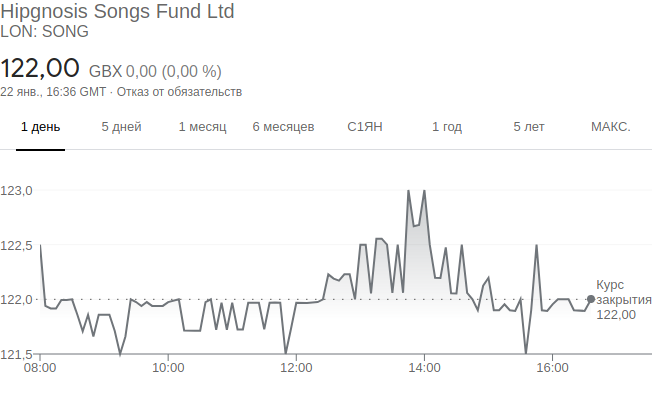 Hipgnosis Songs Fund Ltd
LON: SONG
122,00 GBX 0,00 (0,00 %)
22 янв., 16:36 GMT · Отказ от обязательств
1 день 5 дней 1 месяц 6 месяцев С1ЯН 1 год 5 лет МАКС.
123,0
122,5
Курс
122,0 закрытия
122,00
121,5
08:00 10:00 12:00 14:00 16:00